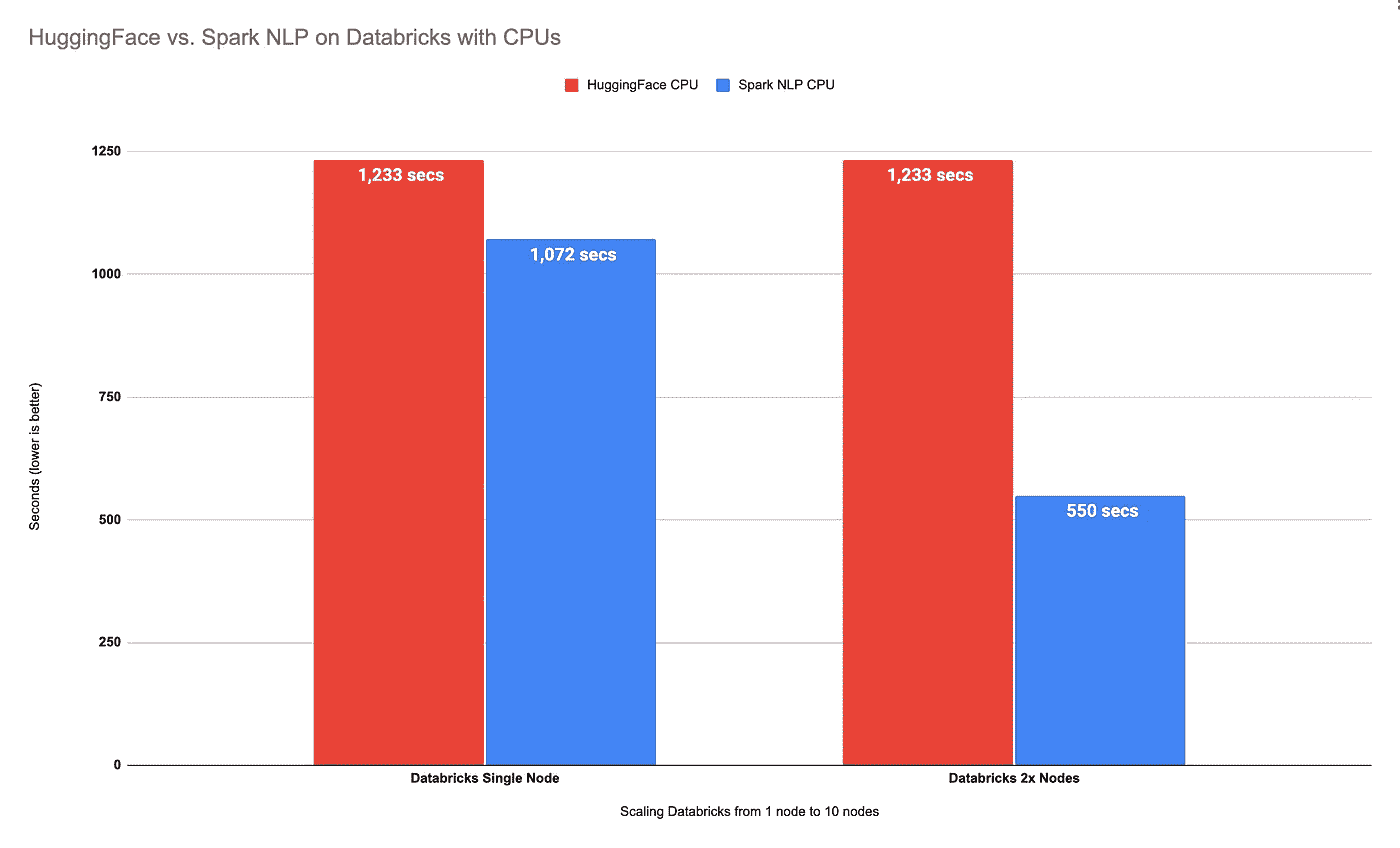 HuggingFace vs. Spark NLP on Databricks with CPUs
HuggingFace CPU Spark NLP CPU
1250
1,233 secs 1,233 secs
1,072 secs
1000
750
Seconds (lower is better)
550 secs
500
250
0
Databricks Single Node Databricks 2x Nodes
Scaling Databricks from 1 node to 10 nodes